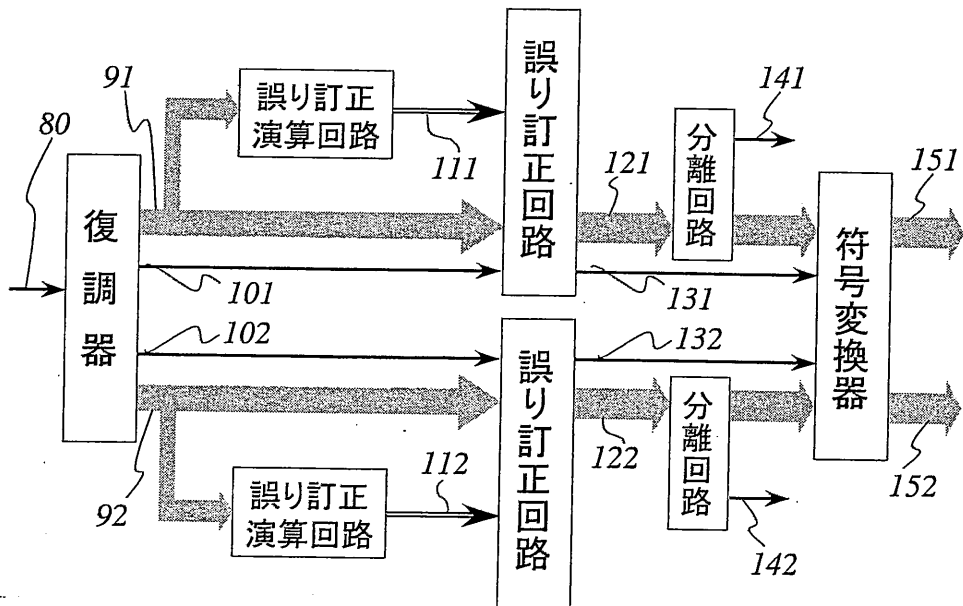 80
復調器
91
誤り訂正
演算回路
111
誤り訂正回路
121
分離回路
141
151
101
131
符号変換器
102
132
92
誤り訂正
演算回路
112
誤り訂正回路
122
分離回路
142
152